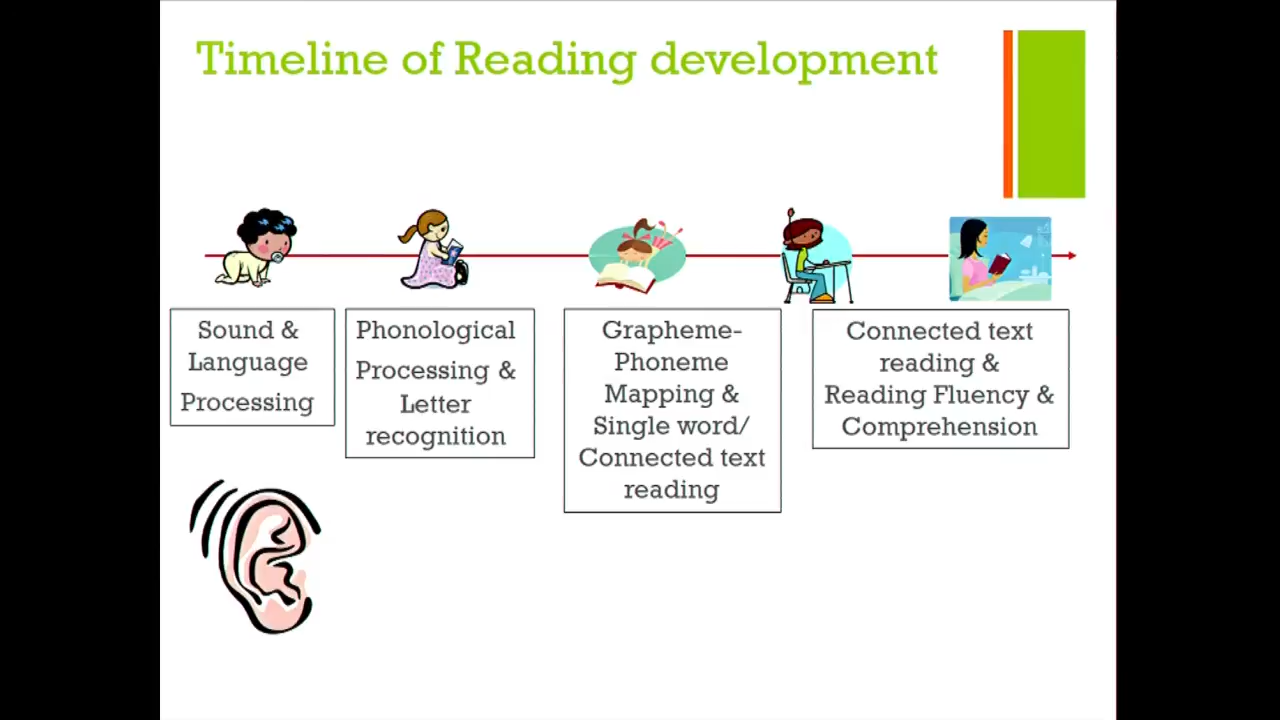 Timeline of Reading development
Sound &
Language
Processing
Phonological
Processing &
Letter
recognition
Grapheme-
Phoneme
Mapping &
Single word/
Connected text
reading
Connected text
reading &
Reading Fluency &
Comprehension